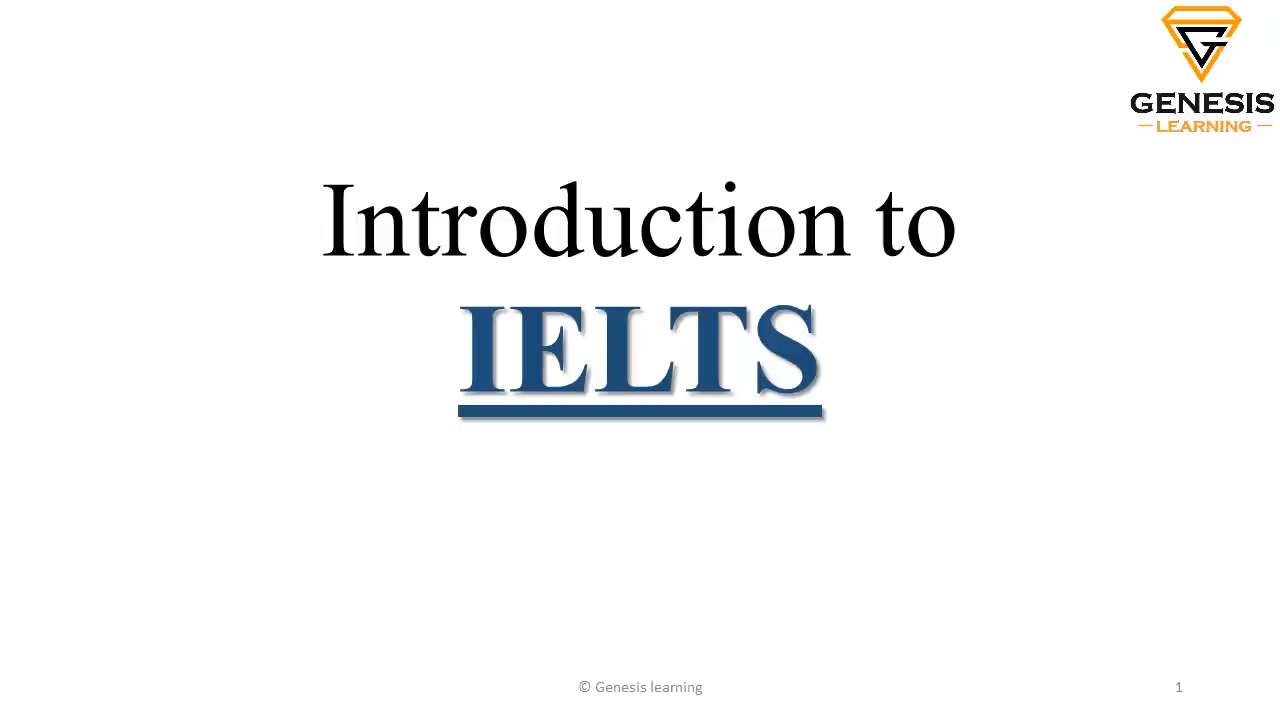 GENESIS
LEARNING
Introduction to
IELTS
© Genesis learning
1